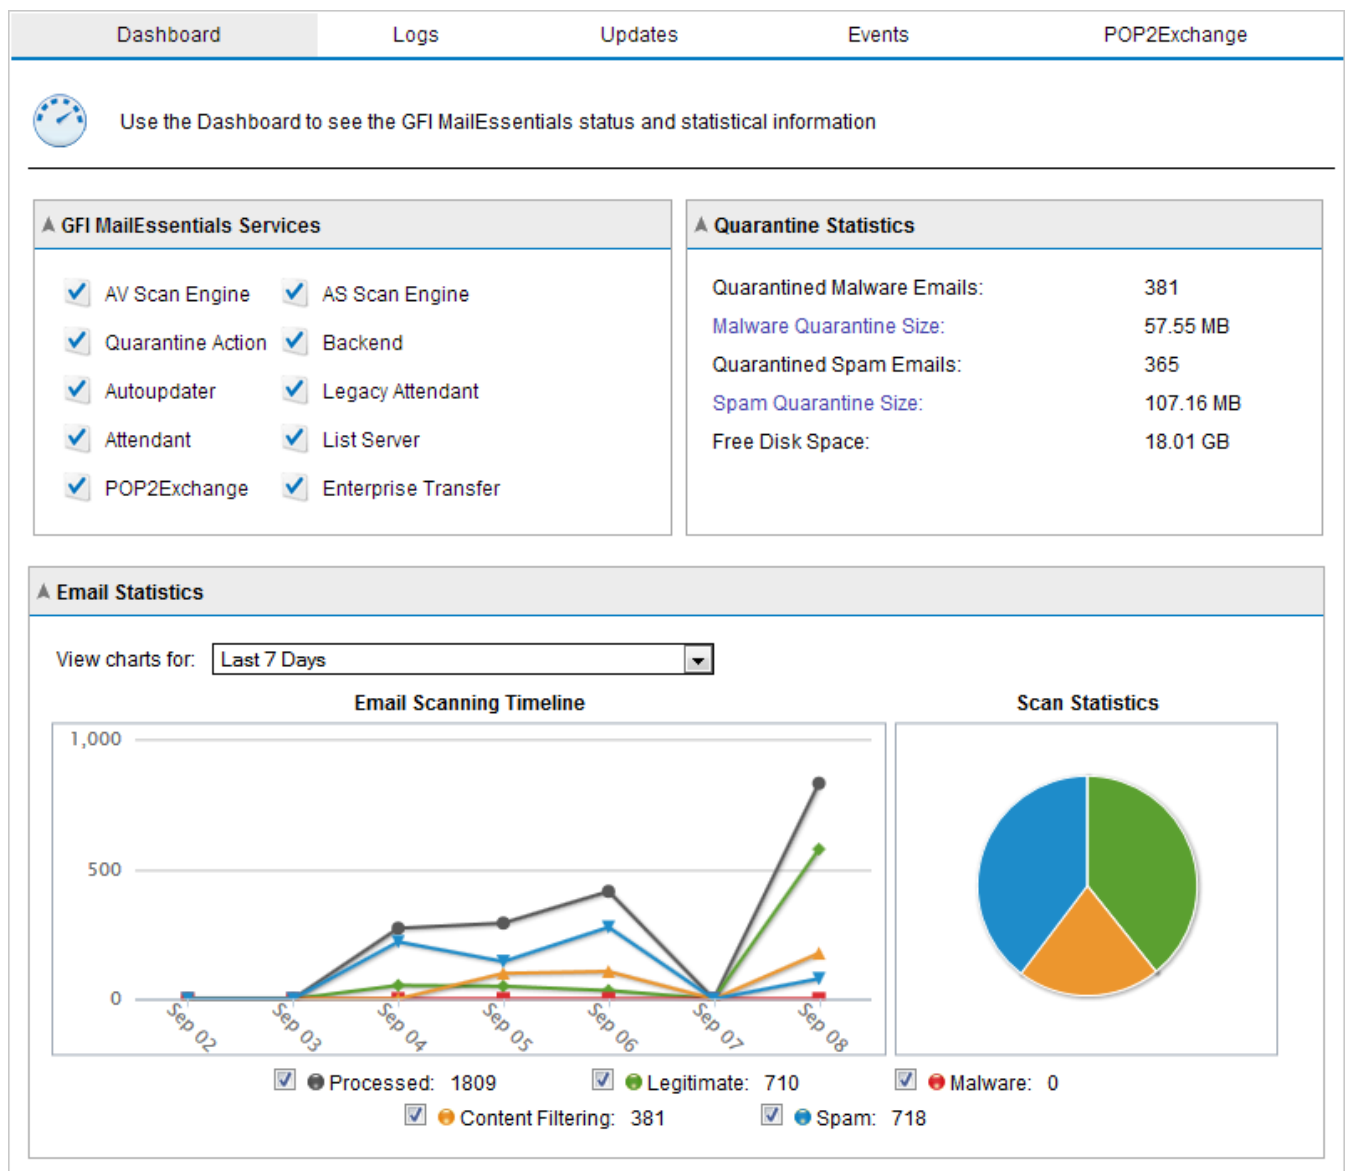 Dashboard Logs Updates Events POP2Exchange
Use the Dashboard to see the GFI MailEssentials status and statistical information
GFI MailEssentials Services
AV Scan Engine AS Scan Engine
Quarantine Action Backend
Autoupdater Legacy Attendant
Attendant List Server
POP2Exchange Enterprise Transfer
Quarantine Statistics
Quarantined Malware Emails: 381
Malware Quarantine Size: 57.55 MB
Quarantined Spam Emails: 365
Spam Quarantine Size: 107.16 MB
Free Disk Space: 18.01 GB
Email Statistics
View charts for: Last 7 Days
Email Scanning Timeline
1,000
500
0
Sep 02 Sep 03 Sep 04 Sep 05 Sep 06 Sep 07 Sep 08
Scan Statistics
Processed: 1809 Legitimate: 710 Malware: 0
Content Filtering: 381 Spam: 718